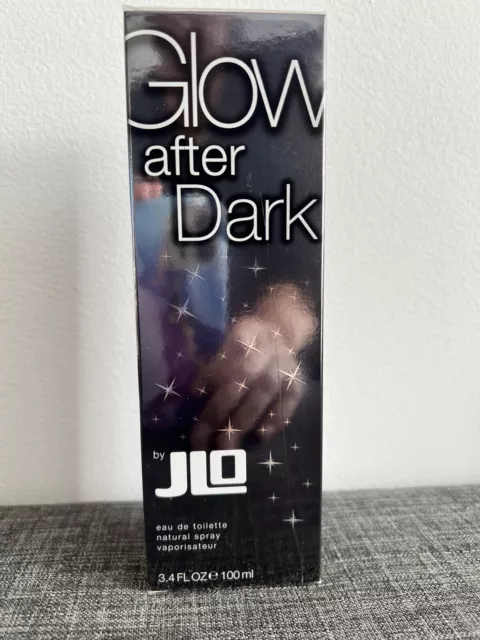 Glow
after
Dark
by JLO
eau de toilette
natural spray
vaporisateur
3.4 FL OZ ℮ 100 ml